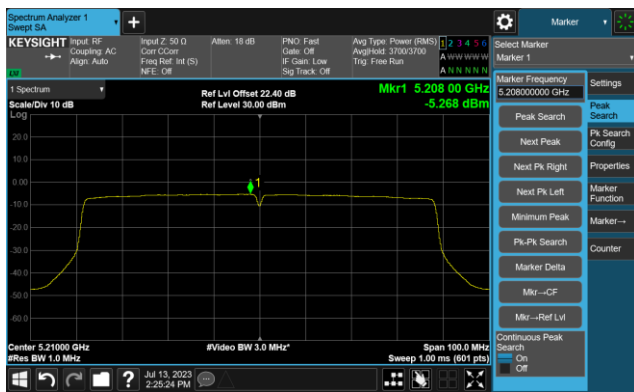 Spectrum Analyzer 1
Swept SA
+
Marker
KEYSIGHT
Input: RF
Coupling: AC
Align: Auto
Input Z: 50 Ω
Corr CCorr
Freq Ref: Int (S)
NFE: Off
Atten: 18 dB
PNO: Fast
Gate: Off
IF Gain: Low
Sig Track: Off
Avg Type: Power (RMS)
Avg|Hold: 3700/3700
Trig: Free Run
1 2 3 4 5 6
A W W W W W
A N N N N N
Select Marker
Marker 1
LXI
1 Spectrum
Scale/Div 10 dB
Log
Ref Lvl Offset 22.40 dB
Ref Level 30.00 dBm
Mkr1 5.208 00 GHz
-5.268 dBm
20.0
10.0
0.00
-10.0
-20.0
-30.0
-40.0
-50.0
-60.0
1
Center 5.21000 GHz
#Res BW 1.0 MHz
#Video BW 3.0 MHz*
Span 100.0 MHz
Sweep 1.00 ms (601 pts)
Marker Frequency
5.208000000 GHz
Peak Search
Next Peak
Next Pk Right
Next Pk Left
Minimum Peak
Pk-Pk Search
Marker Delta
Mkr→CF
Mkr→Ref Lvl
Continuous Peak
Search
On
Off
Settings
Peak
Search
Pk Search
Config
Properties
Marker
Function
Marker→
Counter
?
Jul 13, 2023
2:25:24 PM